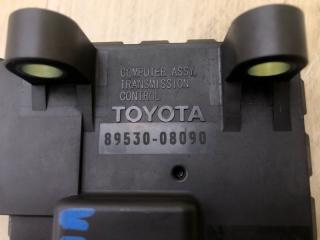 COMPUTER ASSY,
TRANSMISSION
CONTROL
TOYOTA
89530-08090